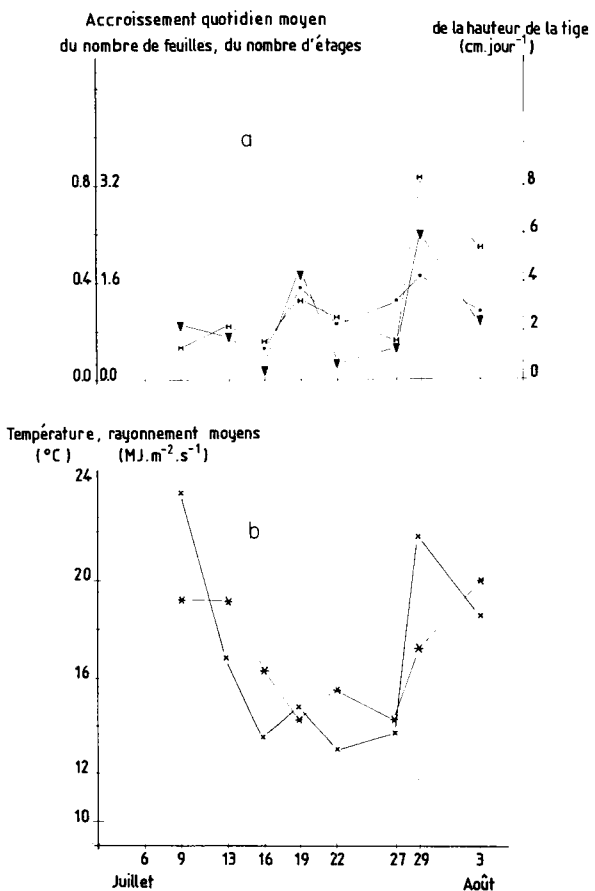 Accroissement quotidien moyen
du nombre de feuilles, du nombre d'étages
de la hauteur de la tige
(cm.jour⁻¹)
a
0.8 3.2
8
6
0.4 1.6
4
2
0.0 0.0
0
Température, rayonnement moyens
(°C) (MJ.m⁻².s⁻¹)
24
b
20
16
12
10
6 9 13 16 19 22 27 29 3
Juillet Août